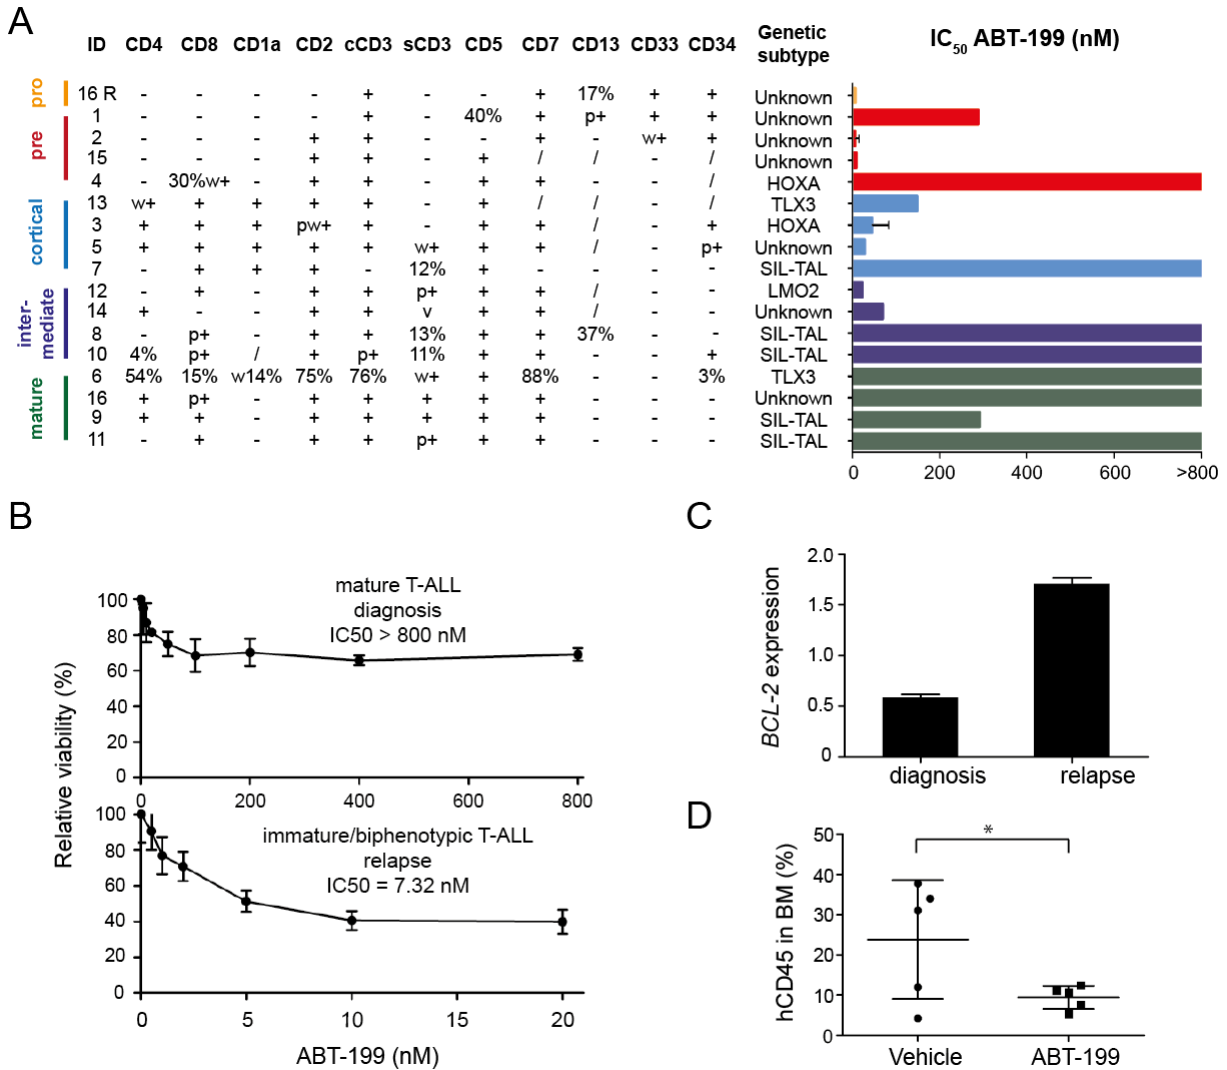 A
ID CD4 CD8 CD1a CD2 cCD3 sCD3 CD5 CD7 CD13 CD33 CD34 Genetic subtype IC50 ABT-199 (nM)
pro
16 R - - - - + - - + 17% + + Unknown
pre
1 - - - - + - 40% + p+ + + Unknown
2 - - - + + - - + - w+ + Unknown
15 - - - + + - + / / - / Unknown
4 - 30%w+ - + + - + + - / HOXA
cortical
13 w+ + + + + - + / / - / TLX3
3 + + + pw+ + - + + / - + HOXA
5 + + + + + w+ + + / - p+ Unknown
7 - + + + - 12% + - - - - SIL-TAL
inter-
mediate
12 - + - + + p+ + + / - - LMO2
14 + - - + + v + + / - - Unknown
8 - p+ - + + 13% + + 37% - - SIL-TAL
10 4% p+ / + p+ 11% + + - - + SIL-TAL
mature
6 54% 15% w14% 75% 76% w+ + 88% - - 3% TLX3
16 + p+ - + + + + + - - - Unknown
9 + + - + + + + + - - - SIL-TAL
11 - + - + + p+ + + - - - SIL-TAL
0 200 400 600 >800
B
Relative viability (%)
mature T-ALL
diagnosis
IC50 > 800 nM
100
80
60
40
20
0
0 200 400 600 800
immature/biphenotypic T-ALL
relapse
IC50 = 7.32 nM
100
80
60
40
20
0
0 5 10 15 20
ABT-199 (nM)
C
BCL-2 expression
2.0
1.5
1.0
0.5
0
diagnosis relapse
D
hCD45 in BM (%)
50
40
30
20
10
0
*
Vehicle ABT-199